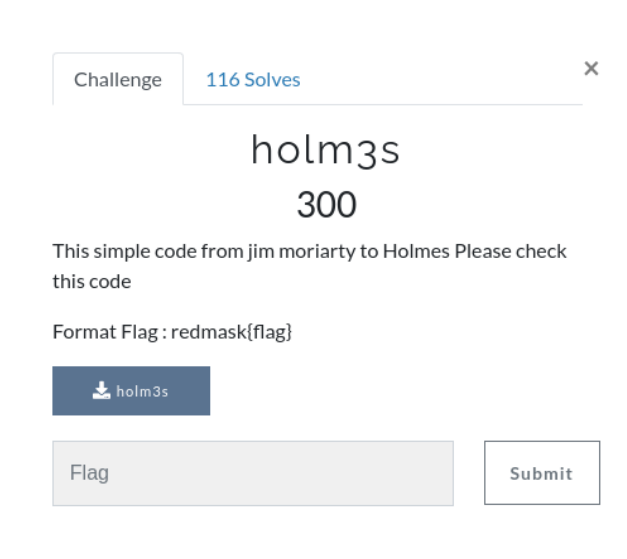 Challenge
116 Solves
×
holm3s
300
This simple code from jim moriarty to Holmes Please check
this code
Format Flag : redmask{flag}
holm3s
Flag
Submit